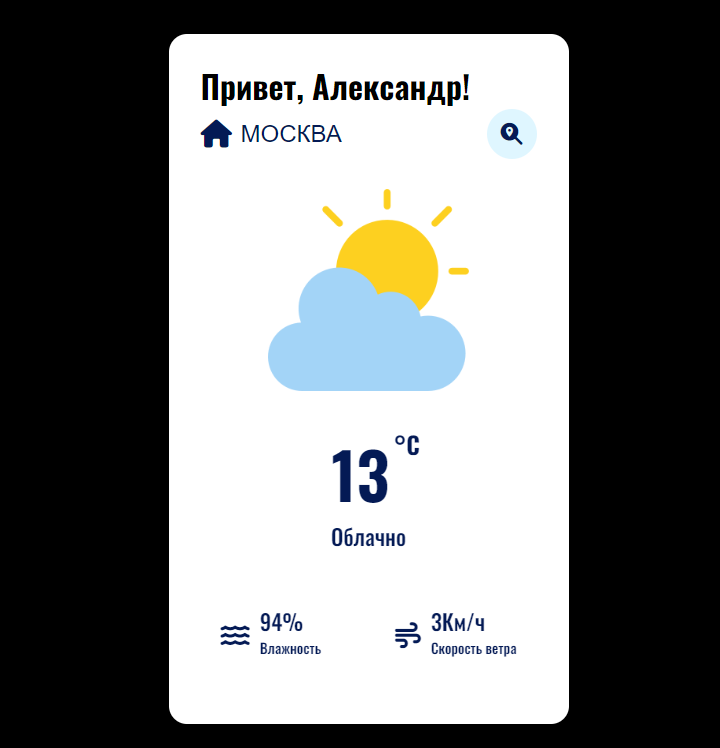 Привет, Александр!
МОСКВА
13 °C
Облачно
94%
Влажность
3Км/ч
Скорость ветра